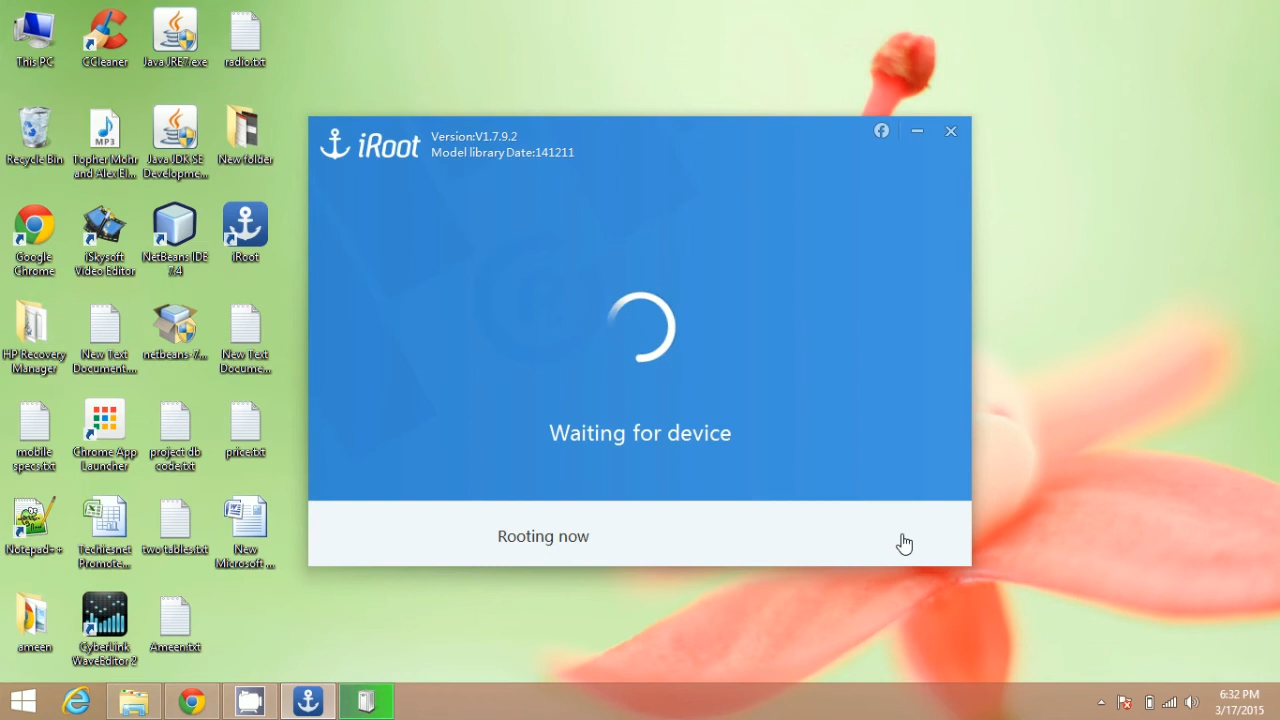 This PC
CCleaner
Java JRE7.exe
radio.txt
Recycle Bin
MP3
Topher Mohr
and Alex El...
Java JDK SE
Developme...
New folder
Google
Chrome
iSkysoft
Video Editor
NetBeans IDE
7.4
iRoot
HP Recovery
Manager
New Text
Document....
netbeans-7....
New Text
Docume...
mobile
specs.txt
Chrome App
Launcher
project db
code.txt
price.txt
Notepad++
Techiesnet
Promote...
two tables.txt
New
Microsoft ...
ameen
CyberLink
WaveEditor 2
Ameen.txt
iRoot
Version:V1.7.9.2
Model library Date:141211
Waiting for device
Rooting now
6:32 PM
3/17/2015